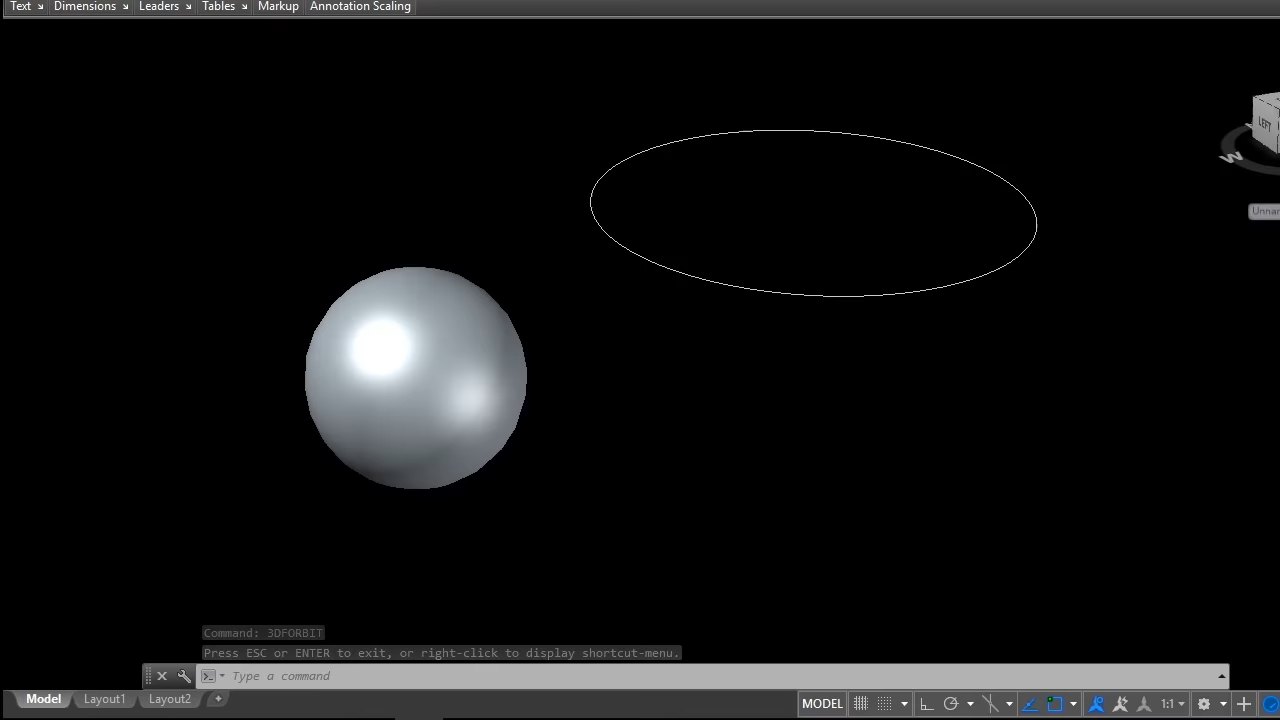 Text Dimensions Leaders Tables Markup Annotation Scaling
LEFT
W
Command: 3DFORBIT
Press ESC or ENTER to exit, or right-click to display shortcut-menu.
Type a command
Model Layout1 Layout2 + MODEL 1:1